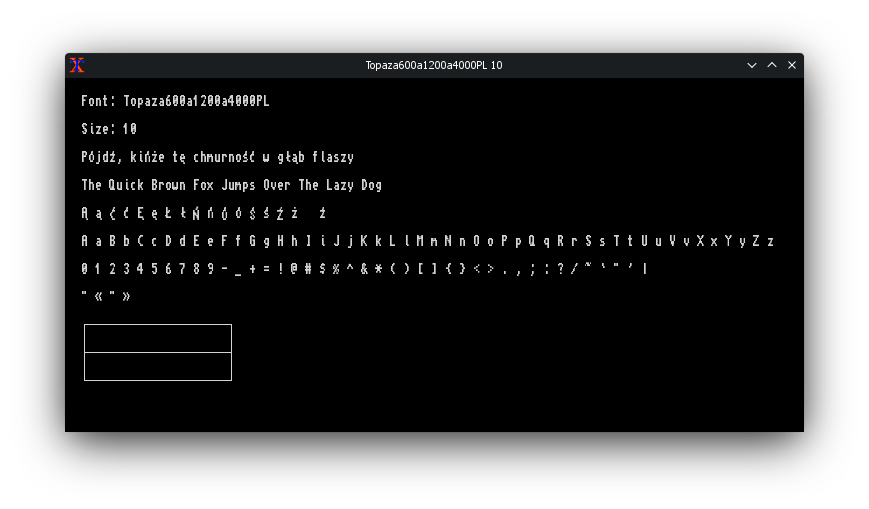 Topaza600a1200a4000PL 10
Font: Topaza600a1200a4000PL
Size: 10
Pójdź, kińże tę chmurność w głąb flaszy
The Quick Brown Fox Jumps Over The Lazy Dog
Ą ą Ć ć Ę ę Ł ł Ń ń Ó ó Ś ś Ż ż ź
A a B b C c D d E e F f G g H h I i J j K k L l M m N n O o P p Q q R r S s T t U u V v X x Y y Z z
0 1 2 3 4 5 6 7 8 9 - _ + = ! @ # $ % ^ & * ( ) [ ] { } < > . , ; : ? / ~ ` " ' |
" « " »